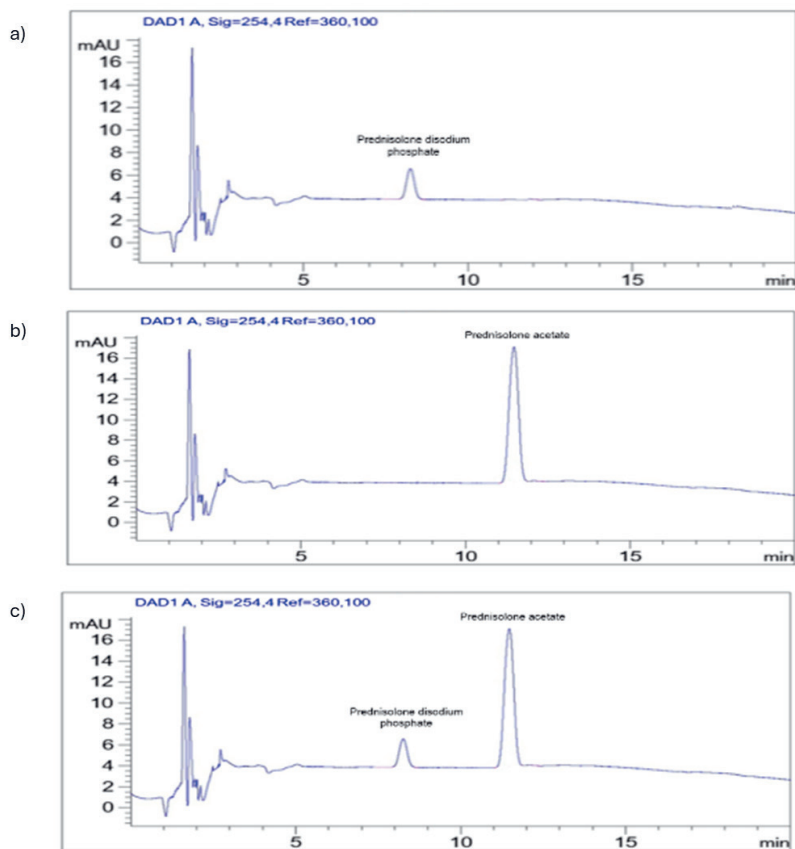 a)
DAD1 A, Sig=254,4 Ref=360,100
mAU
16
14
12
10
8
6
4
2
0
Prednisolone disodium
phosphate
5
10
15
min
b)
DAD1 A, Sig=254,4 Ref=360,100
mAU
16
14
12
10
8
6
4
2
0
Prednisolone acetate
5
10
15
min
c)
DAD1 A, Sig=254,4 Ref=360,100
mAU
16
14
12
10
8
6
4
2
0
Prednisolone acetate
Prednisolone disodium
phosphate
5
10
15
min